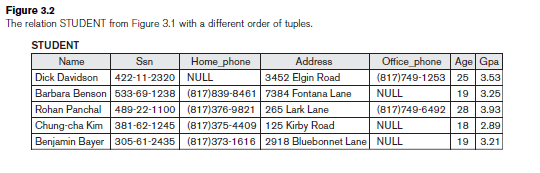 Figure 3.2
The relation STUDENT from Figure 3.1 with a different order of tuples.
STUDENT
Name Ssn Home_phone Address Office_phone Age Gpa
Dick Davidson 422-11-2320 NULL 3452 Elgin Road (817)749-1253 25 3.53
Barbara Benson 533-69-1238 (817)839-8461 7384 Fontana Lane NULL 19 3.25
Rohan Panchal 489-22-1100 (817)376-9821 265 Lark Lane (817)749-6492 28 3.93
Chung-cha Kim 381-62-1245 (817)375-4409 125 Kirby Road NULL 18 2.89
Benjamin Bayer 305-61-2435 (817)373-1616 2918 Bluebonnet Lane NULL 19 3.21